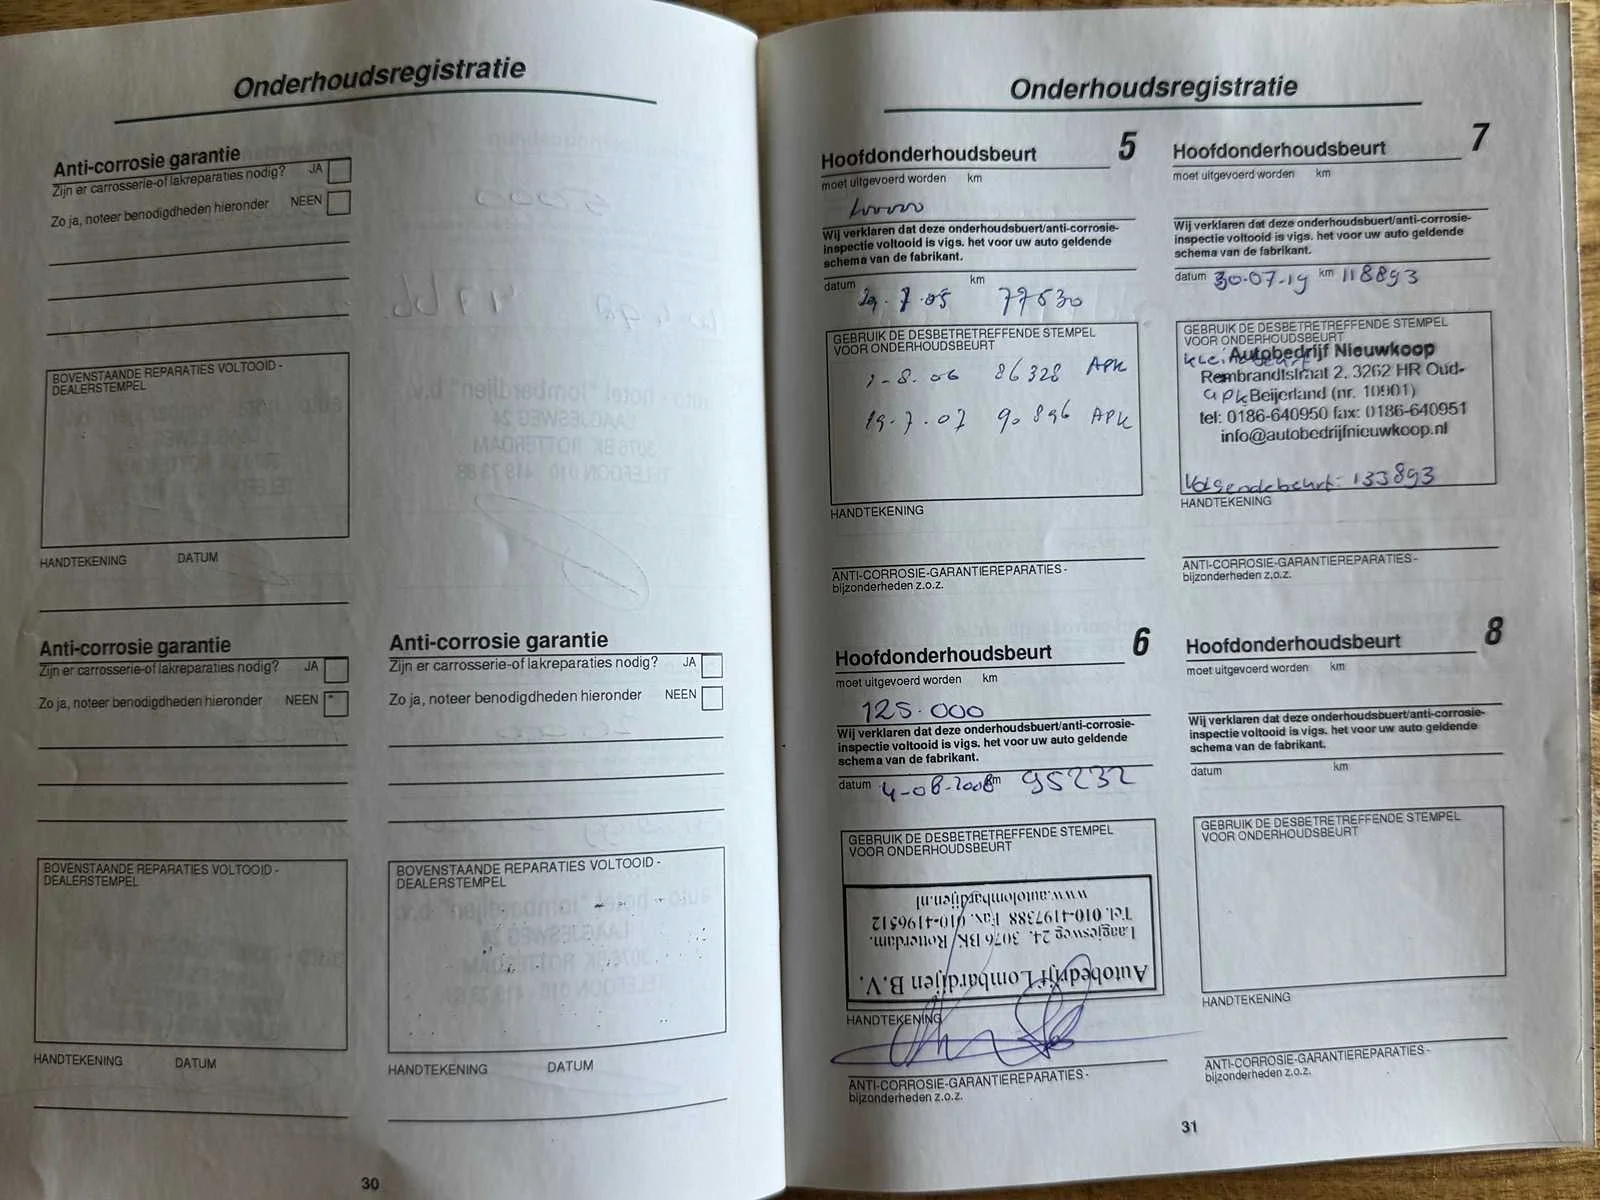 Onderhoudsregistratie
Anti-corrosie garantie
Zijn er carrosserie-of lakreparaties nodig? JA
Zo ja, noteer benodigdheden hieronder NEEN
BOVENSTAANDE REPARATIES VOLTOOID -
DEALERSTEMPEL
HANDTEKENING DATUM
Anti-corrosie garantie
Zijn er carrosserie-of lakreparaties nodig? JA
Zo ja, noteer benodigdheden hieronder NEEN
BOVENSTAANDE REPARATIES VOLTOOID -
DEALERSTEMPEL
HANDTEKENING DATUM
Anti-corrosie garantie
Zijn er carrosserie-of lakreparaties nodig? JA
Zo ja, noteer benodigdheden hieronder NEEN
BOVENSTAANDE REPARATIES VOLTOOID -
DEALERSTEMPEL
HANDTEKENING DATUM
30
Onderhoudsregistratie
Hoofdonderhoudsbeurt 5
moet uitgevoerd worden km
Wij verklaren dat deze onderhoudsbuert/anti-corrosie-
inspectie voltooid is vigs. het voor uw auto geldende
schema van de fabrikant.
datum 29.7.05 km 77630
GEBRUIK DE DESBETRETREFFENDE STEMPEL
VOOR ONDERHOUDSBEURT
1-8.06 86328 APK
19.7.07 90896 APK
HANDTEKENING
ANTI-CORROSIE-GARANTIEREPARATIES -
bijzonderheden z.o.z.
Hoofdonderhoudsbeurt 6
moet uitgevoerd worden km
125.000
Wij verklaren dat deze onderhoudsbuert/anti-corrosie-
inspectie voltooid is vigs. het voor uw auto geldende
schema van de fabrikant.
datum 4-08-2008 km 95232
GEBRUIK DE DESBETRETREFFENDE STEMPEL
VOOR ONDERHOUDSBEURT
Autobedrijf Lombardijen B.V.
Laagjesweg 24. 3076 BK Rotterdam.
Tel. 010-4197388 Fax. 010-4196512
www.autolombardijen.nl
HANDTEKENING
ANTI-CORROSIE-GARANTIEREPARATIES -
bijzonderheden z.o.z.
Hoofdonderhoudsbeurt 7
moet uitgevoerd worden km
Wij verklaren dat deze onderhoudsbuert/anti-corrosie-
inspectie voltooid is vigs. het voor uw auto geldende
schema van de fabrikant.
datum 30.07.19 km 118893
GEBRUIK DE DESBETRETREFFENDE STEMPEL
VOOR ONDERHOUDSBEURT
Autobedrijf Nieuwkoop
Rembrandtstraat 2, 3262 HR Oud-
apk Beijerland (nr. 10901)
tel: 0186-640950 fax: 0186-640951
info@autobedrijfnieuwkoop.nl
Volgende beurt: 133893
HANDTEKENING
ANTI-CORROSIE-GARANTIEREPARATIES -
bijzonderheden z.o.z.
Hoofdonderhoudsbeurt 8
moet uitgevoerd worden km
Wij verklaren dat deze onderhoudsbuert/anti-corrosie-
inspectie voltooid is vigs. het voor uw auto geldende
schema van de fabrikant.
datum km
GEBRUIK DE DESBETRETREFFENDE STEMPEL
VOOR ONDERHOUDSBEURT
HANDTEKENING
ANTI-CORROSIE-GARANTIEREPARATIES -
bijzonderheden z.o.z.
31